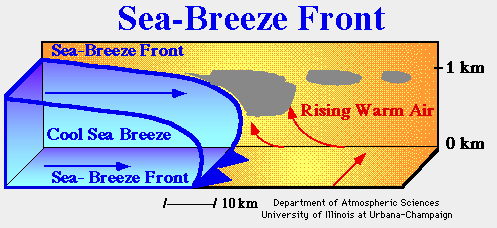 Sea-Breeze Front
Sea-Breeze Front
1 km
Rising Warm Air
Cool Sea Breeze
0 km
Sea- Breeze Front
10 km
Department of Atmospheric Sciences
University of Illinois at Urbana-Champaign